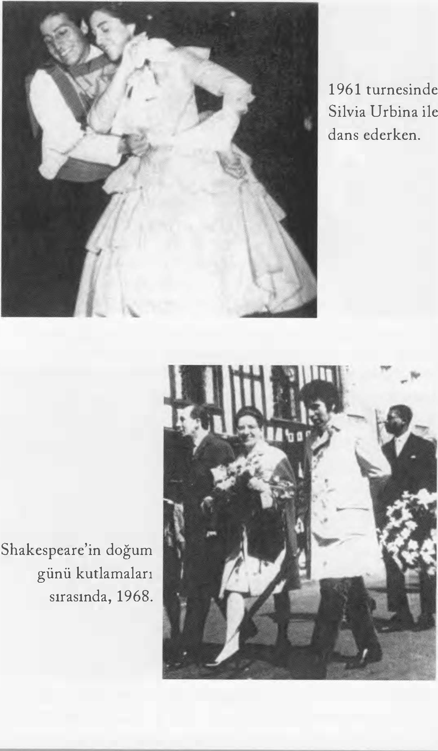 1961 turnesinde
Silvia Urbina ile
dans ederken.
Shakespeare'in doğum
günü kutlamaları
sırasında, 1968.